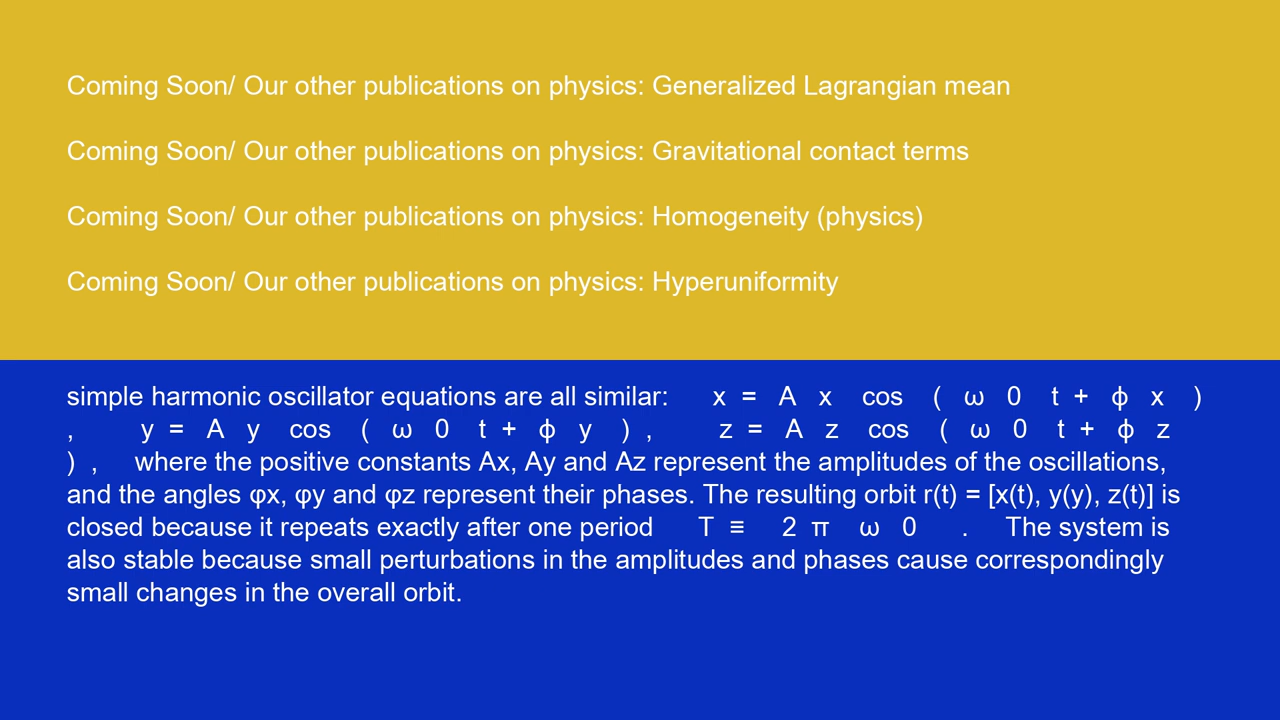 Coming Soon/ Our other publications on physics: Generalized Lagrangian mean
Coming Soon/ Our other publications on physics: Gravitational contact terms
Coming Soon/ Our other publications on physics: Homogeneity (physics)
Coming Soon/ Our other publications on physics: Hyperuniformity
simple harmonic oscillator equations are all similar: x = A x cos ( ω 0 t + ϕ x )
, y = A y cos ( ω 0 t + ϕ y ) , z = A z cos ( ω 0 t + ϕ z
) , where the positive constants Ax, Ay and Az represent the amplitudes of the oscillations,
and the angles φx, φy and φz represent their phases. The resulting orbit r(t) = [x(t), y(y), z(t)] is
closed because it repeats exactly after one period T ≡ 2 π ω 0 . The system is
also stable because small perturbations in the amplitudes and phases cause correspondingly
small changes in the overall orbit.